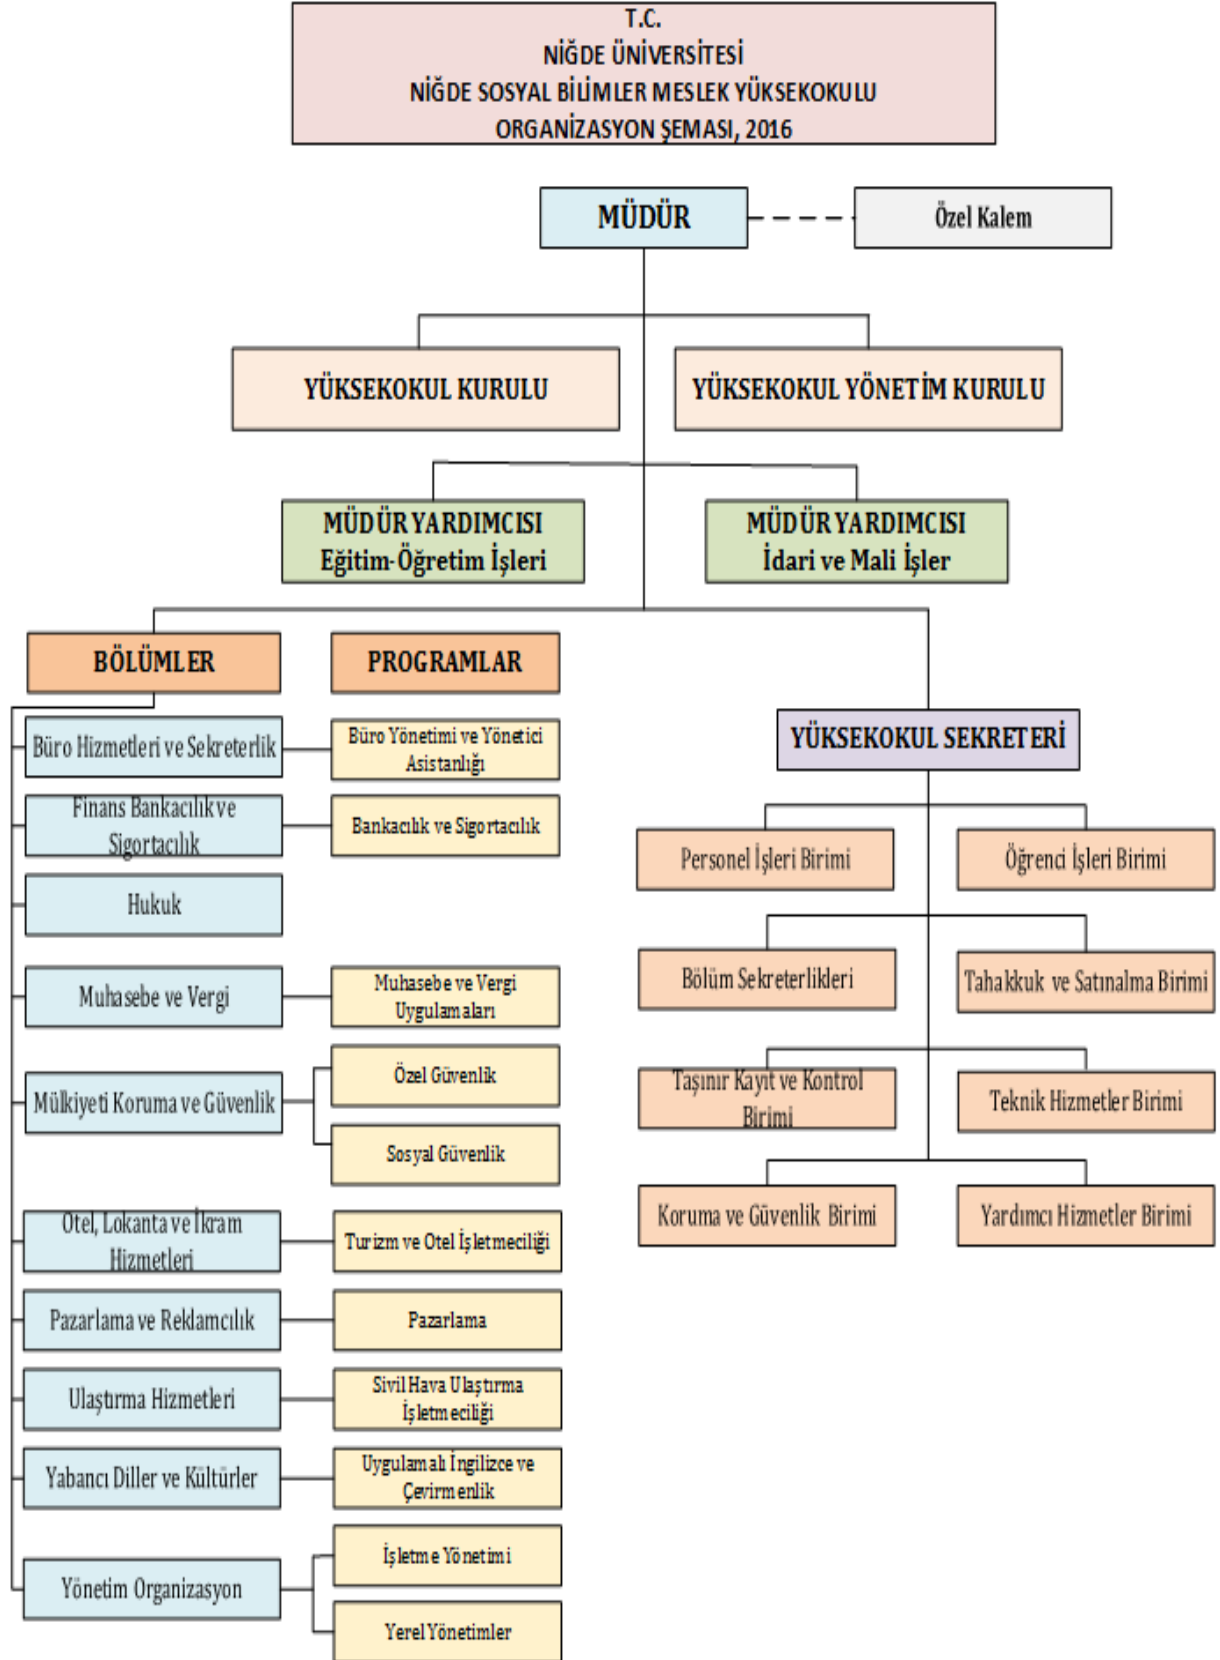 T.C.
NİĞDE ÜNİVERSİTESİ
NİĞDE SOSYAL BİLİMLER MESLEK YÜKSEKOKULU
ORGANİZASYON ŞEMASI, 2016
MÜDÜR
Özel Kalem
YÜKSEKOKUL KURULU
YÜKSEKOKUL YÖNETİM KURULU
MÜDÜR YARDIMCISI
Eğitim-Öğretim İşleri
MÜDÜR YARDIMCISI
İdari ve Mali İşler
BÖLÜMLER
PROGRAMLAR
Büro Hizmetleri ve Sekreterlik
Büro Yönetimi ve Yönetici
Asistanlığı
Finans Bankacılık ve
Sigortacılık
Bankacılık ve Sigortacılık
Hukuk
Muhasebe ve Vergi
Muhasebe ve Vergi
Uygulamaları
Mülkiyeti Koruma ve Güvenlik
Özel Güvenlik
Sosyal Güvenlik
Otel, Lokanta ve İkram
Hizmetleri
Turizm ve Otel İşletmeciliği
Pazarlama ve Reklamcılık
Pazarlama
Ulaştırma Hizmetleri
Sivil Hava Ulaştırma
İşletmeciliği
Yabancı Diller ve Kültürler
Uygulamalı İngilizce ve
Çevirmenlik
Yönetim Organizasyon
İşletme Yönetimi
Yerel Yönetimler
YÜKSEKOKUL SEKRETERİ
Personel İşleri Birimi
Öğrenci İşleri Birimi
Bölüm Sekreterlikleri
Tahakkuk ve Satınalma Birimi
Taşınır Kayıt ve Kontrol
Birimi
Teknik Hizmetler Birimi
Koruma ve Güvenlik Birimi
Yardımcı Hizmetler Birimi